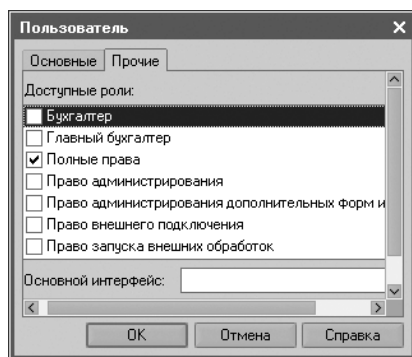 Пользователь
Основные Прочие
Доступные роли:
Бухгалтер
Главный бухгалтер
Полные права
Право администрирования
Право администрирования дополнительных форм и
Право внешнего подключения
Право запуска внешних обработок
Основной интерфейс:
OK Отмена Справка